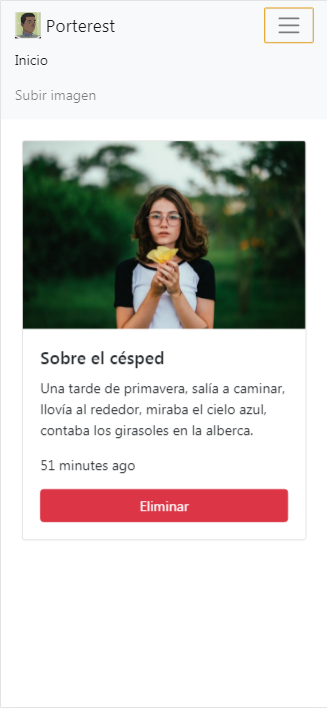 Porterest
Inicio
Subir imagen
Sobre el césped
Una tarde de primavera, salía a caminar,
llovía al rededor, miraba el cielo azul,
contaba los girasoles en la alberca.
51 minutes ago
Eliminar